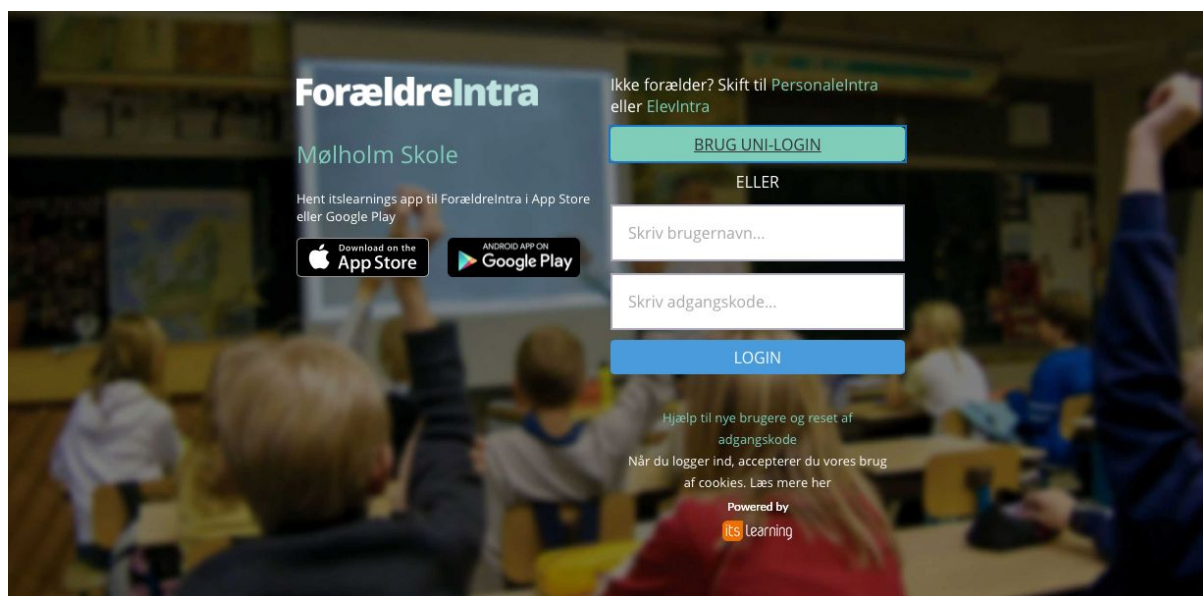 ForældreIntra
Mølholm Skole
Hent itslearnings app til ForældreIntra i App Store
eller Google Play
Download on the
App Store
ANDROID APP ON
Google Play
Ikke forælder? Skift til PersonaleIntra
eller ElevIntra
BRUG UNI-LOGIN
ELLER
Skriv brugernavn...
Skriv adgangskode...
LOGIN
Hjælp til nye brugere og reset af
adgangskode
Når du logger ind, accepterer du vores brug
af cookies. Læs mere her
Powered by
its learning